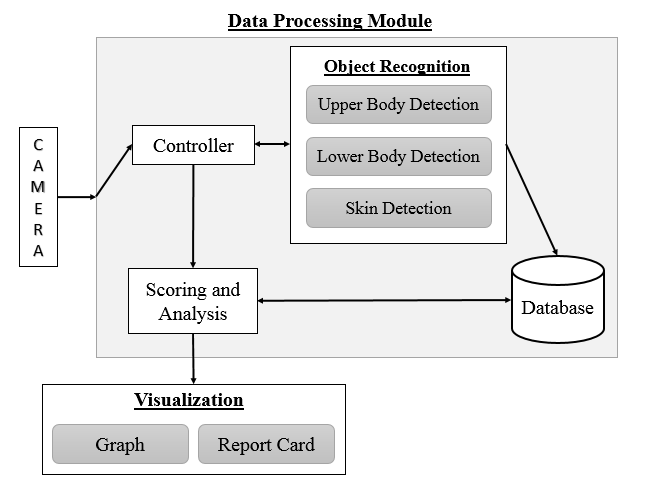 Data Processing Module
Object Recognition
Upper Body Detection
Lower Body Detection
Skin Detection
Controller
C
A
M
E
R
A
Scoring and
Analysis
Database
Visualization
Graph
Report Card